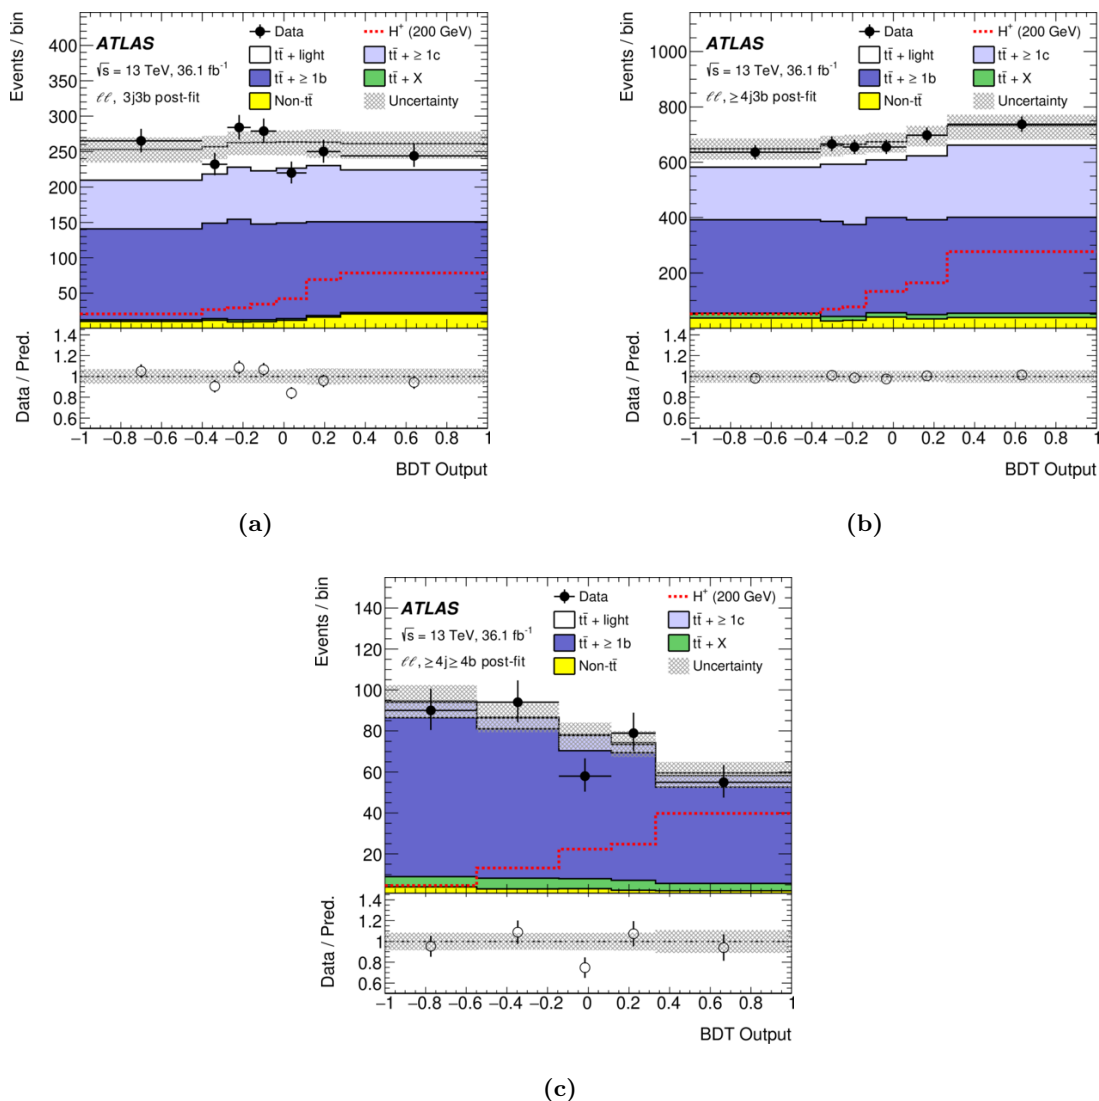 Events / bin
400
350
300
250
200
150
100
50
ATLAS
√s = 13 TeV, 36.1 fb⁻¹
ℓℓ, 3j3b post-fit
Data
H⁺ (200 GeV)
tt̄ + light
tt̄ + ≥ 1c
tt̄ + ≥ 1b
tt̄ + X
Non-tt̄
Uncertainty
Data / Pred.
1.4
1.2
1
0.8
0.6
−1 −0.8 −0.6 −0.4 −0.2 0 0.2 0.4 0.6 0.8 1
BDT Output
(a)
Events / bin
1000
800
600
400
200
ATLAS
√s = 13 TeV, 36.1 fb⁻¹
ℓℓ, ≥4j3b post-fit
Data
H⁺ (200 GeV)
tt̄ + light
tt̄ + ≥ 1c
tt̄ + ≥ 1b
tt̄ + X
Non-tt̄
Uncertainty
Data / Pred.
1.4
1.2
1
0.8
0.6
−1 −0.8 −0.6 −0.4 −0.2 0 0.2 0.4 0.6 0.8 1
BDT Output
(b)
Events / bin
140
120
100
80
60
40
20
ATLAS
√s = 13 TeV, 36.1 fb⁻¹
ℓℓ, ≥4j≥4b post-fit
Data
H⁺ (200 GeV)
tt̄ + light
tt̄ + ≥ 1c
tt̄ + ≥ 1b
tt̄ + X
Non-tt̄
Uncertainty
Data / Pred.
1.4
1.2
1
0.8
0.6
−1 −0.8 −0.6 −0.4 −0.2 0 0.2 0.4 0.6 0.8 1
BDT Output
(c)